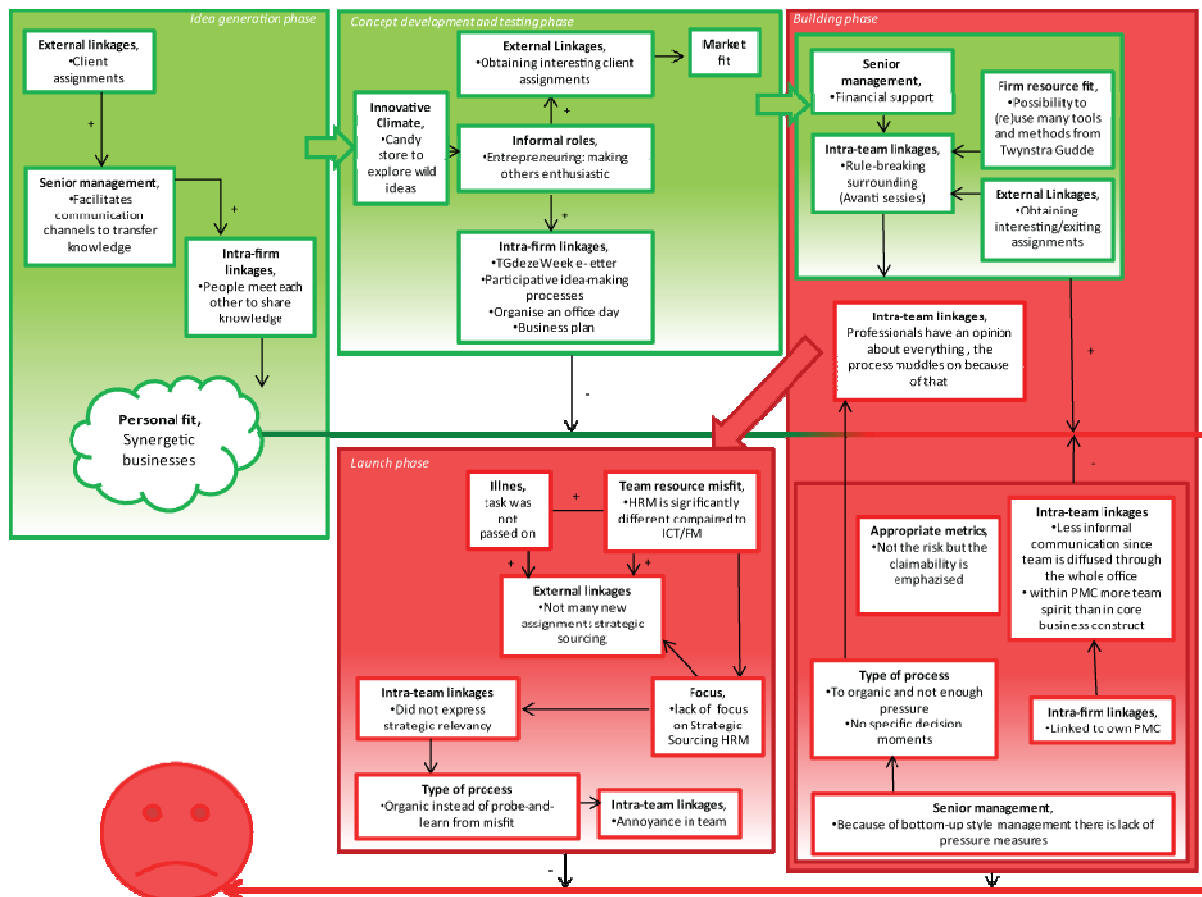 Idea generation phase
External linkages,
•Client
assignments
+
Senior management,
•Facilitates
communication
channels to transfer
knowledge
+
Intra-firm
linkages,
•People meet each
other to share
knowledge
Personal fit,
Synergetic
businesses
Concept development and testing phase
External Linkages,
•Obtaining interesting client
assignments
Market
fit
+
Innovative
Climate,
•Candy
store to
explore wild
ideas
Informal roles,
•Entrepreneuring: making
others enthusiastic
+
Intra-firm linkages,
•TGdezeWeek e-etter
•Participative idea-making
processes
•Organise an office day
•Business plan
-
Building phase
Senior
management,
•Financial support
Firm resource fit,
•Possibility to
(re)use many tools
and methods from
Twynstra Gudde
Intra-team linkages,
•Rule-breaking
surrounding
(Avanti sessies)
External Linkages,
•Obtaining
interesting/exiting
assignments
Intra-team linkages,
Professionals have an opinion
about everything, the
process muddles on because
of that
+
-
Appropriate metrics,
•Not the risk but the
claimability is
emphazised
Intra-team linkages
•Less informal
communication since
team is diffused through
the whole office
• within PMC more team
spirit than in core
business construct
Type of process
•To organic and not enough
pressure
•No specific decision
moments
Intra-firm linkages,
•Linked to own PMC
Senior management,
•Because of bottom-up style management there is lack of
pressure measures
Launch phase
Illnes,
task was
not
passed on
+
Team resource misfit,
•HRM is significantly
different compaired to
ICT/FM
+
+
External linkages
•Not many new
assignments strategic
sourcing
Intra-team linkages
•Did not express
strategic relevancy
Focus,
•lack of focus
on Strategic
Sourcing HRM
Type of process
•Organic instead of probe-and-
learn from misfit
Intra-team linkages,
•Annoyance in team
-
-